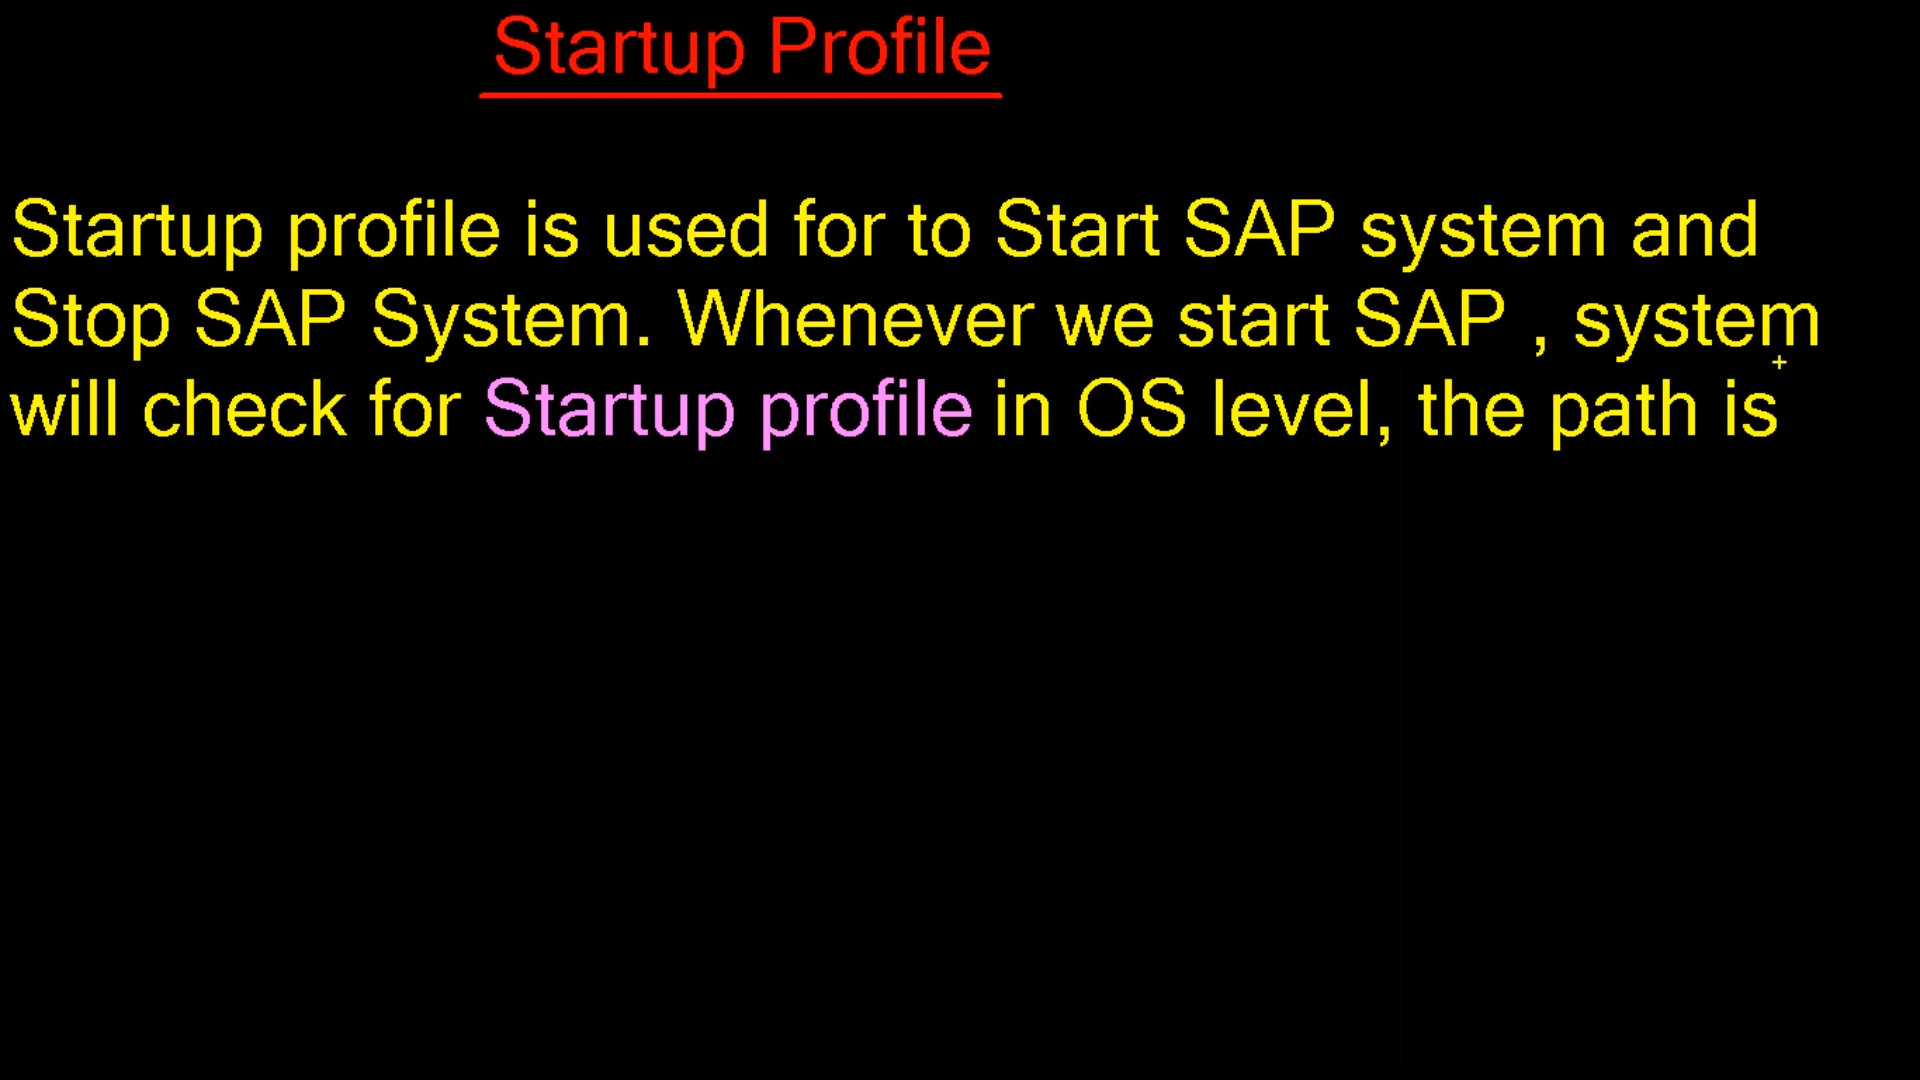 Startup Profile
Startup profile is used for to Start SAP system and
Stop SAP System. Whenever we start SAP , system
will check for Startup profile in OS level, the path is